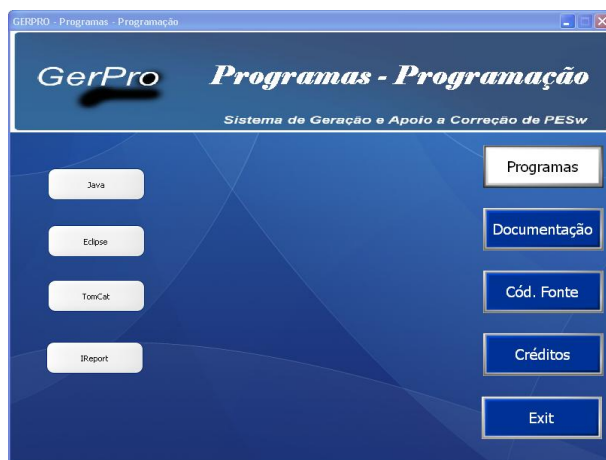 GERPRO - Programas - Programação
GerPro
Programas - Programação
Sistema de Geração e Apoio a Correção de PESw
Programas
Java
Documentação
Eclipse
Cód. Fonte
TomCat
Créditos
IReport
Exit